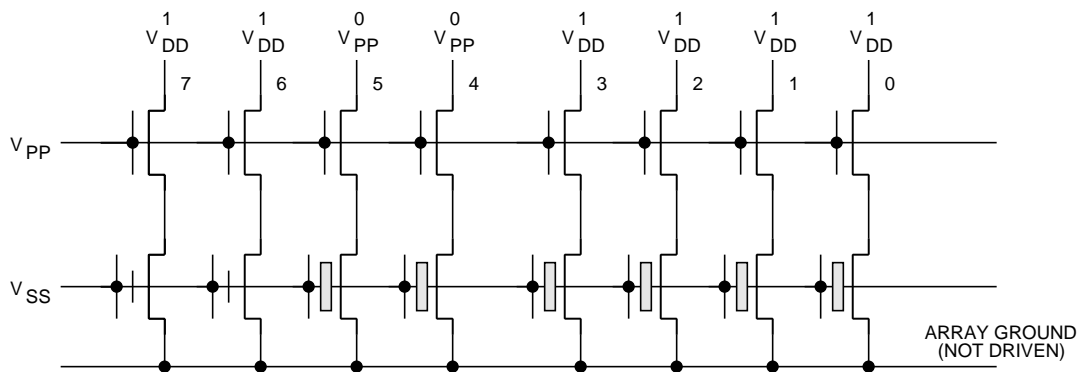 1 1 0 0 1 1 1 1
V DD V DD V PP V PP V DD V DD V DD V DD
7 6 5 4 3 2 1 0
V PP
V SS
ARRAY GROUND
(NOT DRIVEN)